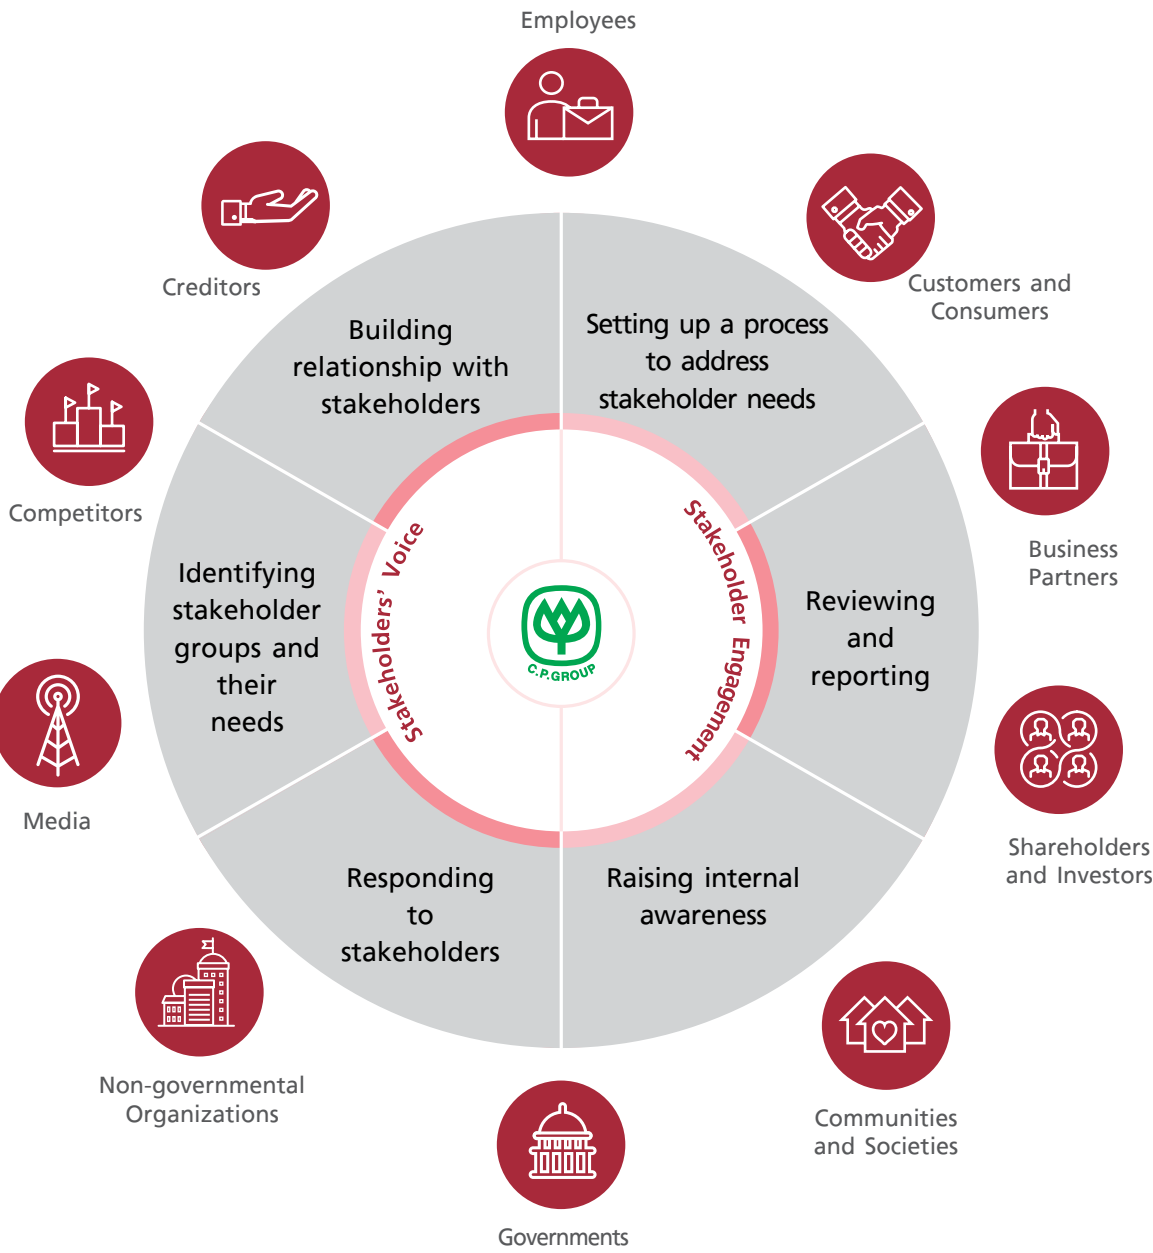 Employees
Creditors
Customers and
Consumers
Building
relationship with
stakeholders
Setting up a process
to address
stakeholder needs
Competitors
Business
Partners
Identifying
stakeholder
groups and
their
needs
Stakeholders' Voice
C.P.GROUP
Stakeholder Engagement
Reviewing
and
reporting
Media
Shareholders
and Investors
Responding
to
stakeholders
Raising internal
awareness
Non-governmental
Organizations
Communities
and Societies
Governments